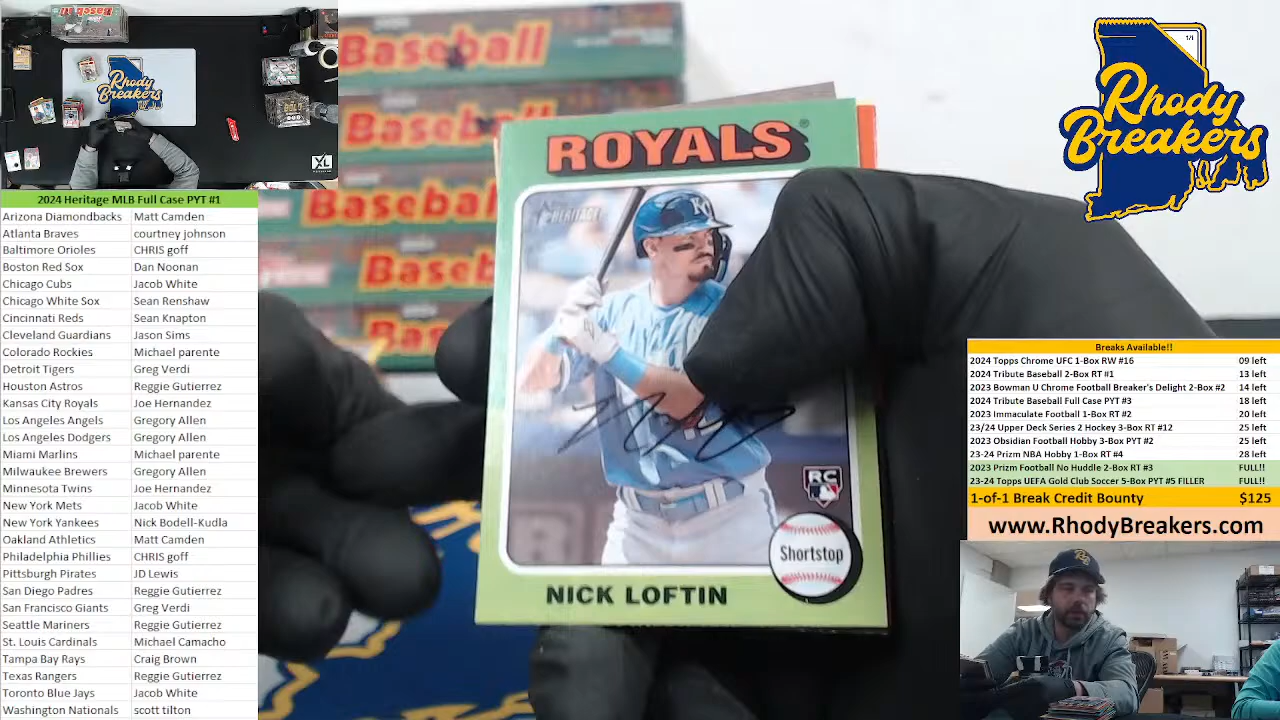 Baseball
Baseball
Baseball
Baseball
Rhody
Breakers
XL
2024 Heritage MLB Full Case PYT #1
Arizona Diamondbacks Matt Camden
Atlanta Braves courtney johnson
Baltimore Orioles CHRIS goff
Boston Red Sox Dan Noonan
Chicago Cubs Jacob White
Chicago White Sox Sean Renshaw
Cincinnati Reds Sean Knapton
Cleveland Guardians Jason Sims
Colorado Rockies Michael parente
Detroit Tigers Greg Verdi
Houston Astros Reggie Gutierrez
Kansas City Royals Joe Hernandez
Los Angeles Angels Gregory Allen
Los Angeles Dodgers Gregory Allen
Miami Marlins Michael parente
Milwaukee Brewers Gregory Allen
Minnesota Twins Joe Hernandez
New York Mets Jacob White
New York Yankees Nick Bodell-Kudla
Oakland Athletics Matt Camden
Philadelphia Phillies CHRIS goff
Pittsburgh Pirates JD Lewis
San Diego Padres Reggie Gutierrez
San Francisco Giants Greg Verdi
Seattle Mariners Reggie Gutierrez
St. Louis Cardinals Michael Camacho
Tampa Bay Rays Craig Brown
Texas Rangers Reggie Gutierrez
Toronto Blue Jays Jacob White
Washington Nationals scott tilton
ROYALS
HERITAGE
KC
RC
Shortstop
NICK LOFTIN
1/1
Rhody
Breakers
Breaks Available!!
2024 Topps Chrome UFC 1-Box RW #16 09 left
2024 Tribute Baseball 2-Box RT #1 13 left
2023 Bowman U Chrome Football Breaker's Delight 2-Box #2 14 left
2024 Tribute Baseball Full Case PYT #3 18 left
2023 Immaculate Football 1-Box RT #2 20 left
23/24 Upper Deck Series 2 Hockey 3-Box RT #12 25 left
2023 Obsidian Football Hobby 3-Box PYT #2 25 left
23-24 Prizm NBA Hobby 1-Box RT #4 28 left
2023 Prizm Football No Huddle 2-Box RT #3 FULL!!
23-24 Topps UEFA Gold Club Soccer 5-Box PYT #5 FILLER FULL!!
1-of-1 Break Credit Bounty $125
www.RhodyBreakers.com